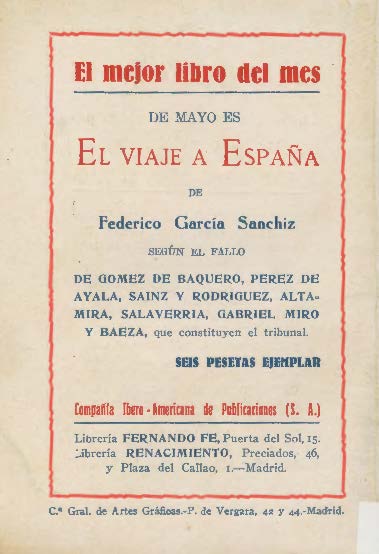 El mejor libro del mes
DE MAYO ES
EL VIAJE A ESPAÑA
DE
Federico García Sanchiz
SEGÚN EL FALLO
DE GOMEZ DE BAQUERO, PEREZ DE
AYALA, SAINZ Y RODRIGUEZ, ALTA-
MIRA, SALAVERRIA, GABRIEL MIRO
Y BAEZA, que constituyen el tribunal.
SEIS PESETAS EJEMPLAR
Compañía Ibero-Americana de Publicaciones (S. A.)
Librería FERNANDO FE, Puerta del Sol, 15.
Librería RENACIMIENTO, Preciados, 46,
y Plaza del Callao, 1.—Madrid.
C.ª Gral. de Artes Gráficas.-P. de Vergara, 42 y 44.-Madrid.